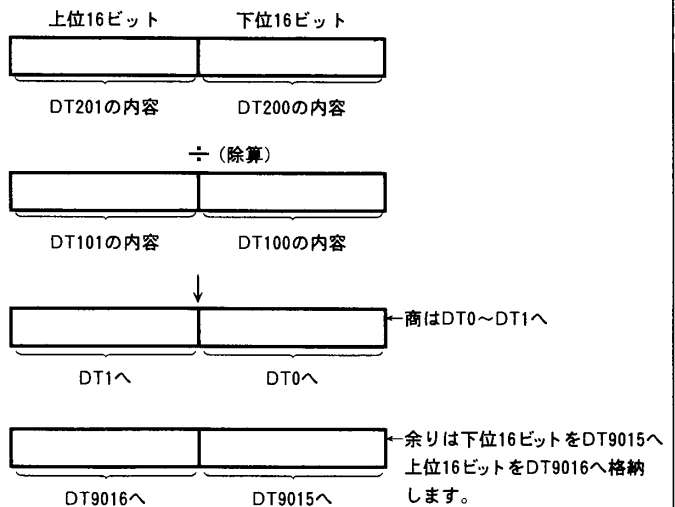 上位16ビット 下位16ビット
DT201の内容 DT200の内容
÷(除算)
DT101の内容 DT100の内容
↓
←商はDT0～DT1へ
DT1へ DT0へ
←余りは下位16ビットをDT9015へ
上位16ビットをDT9016へ格納
します。
DT9016へ DT9015へ